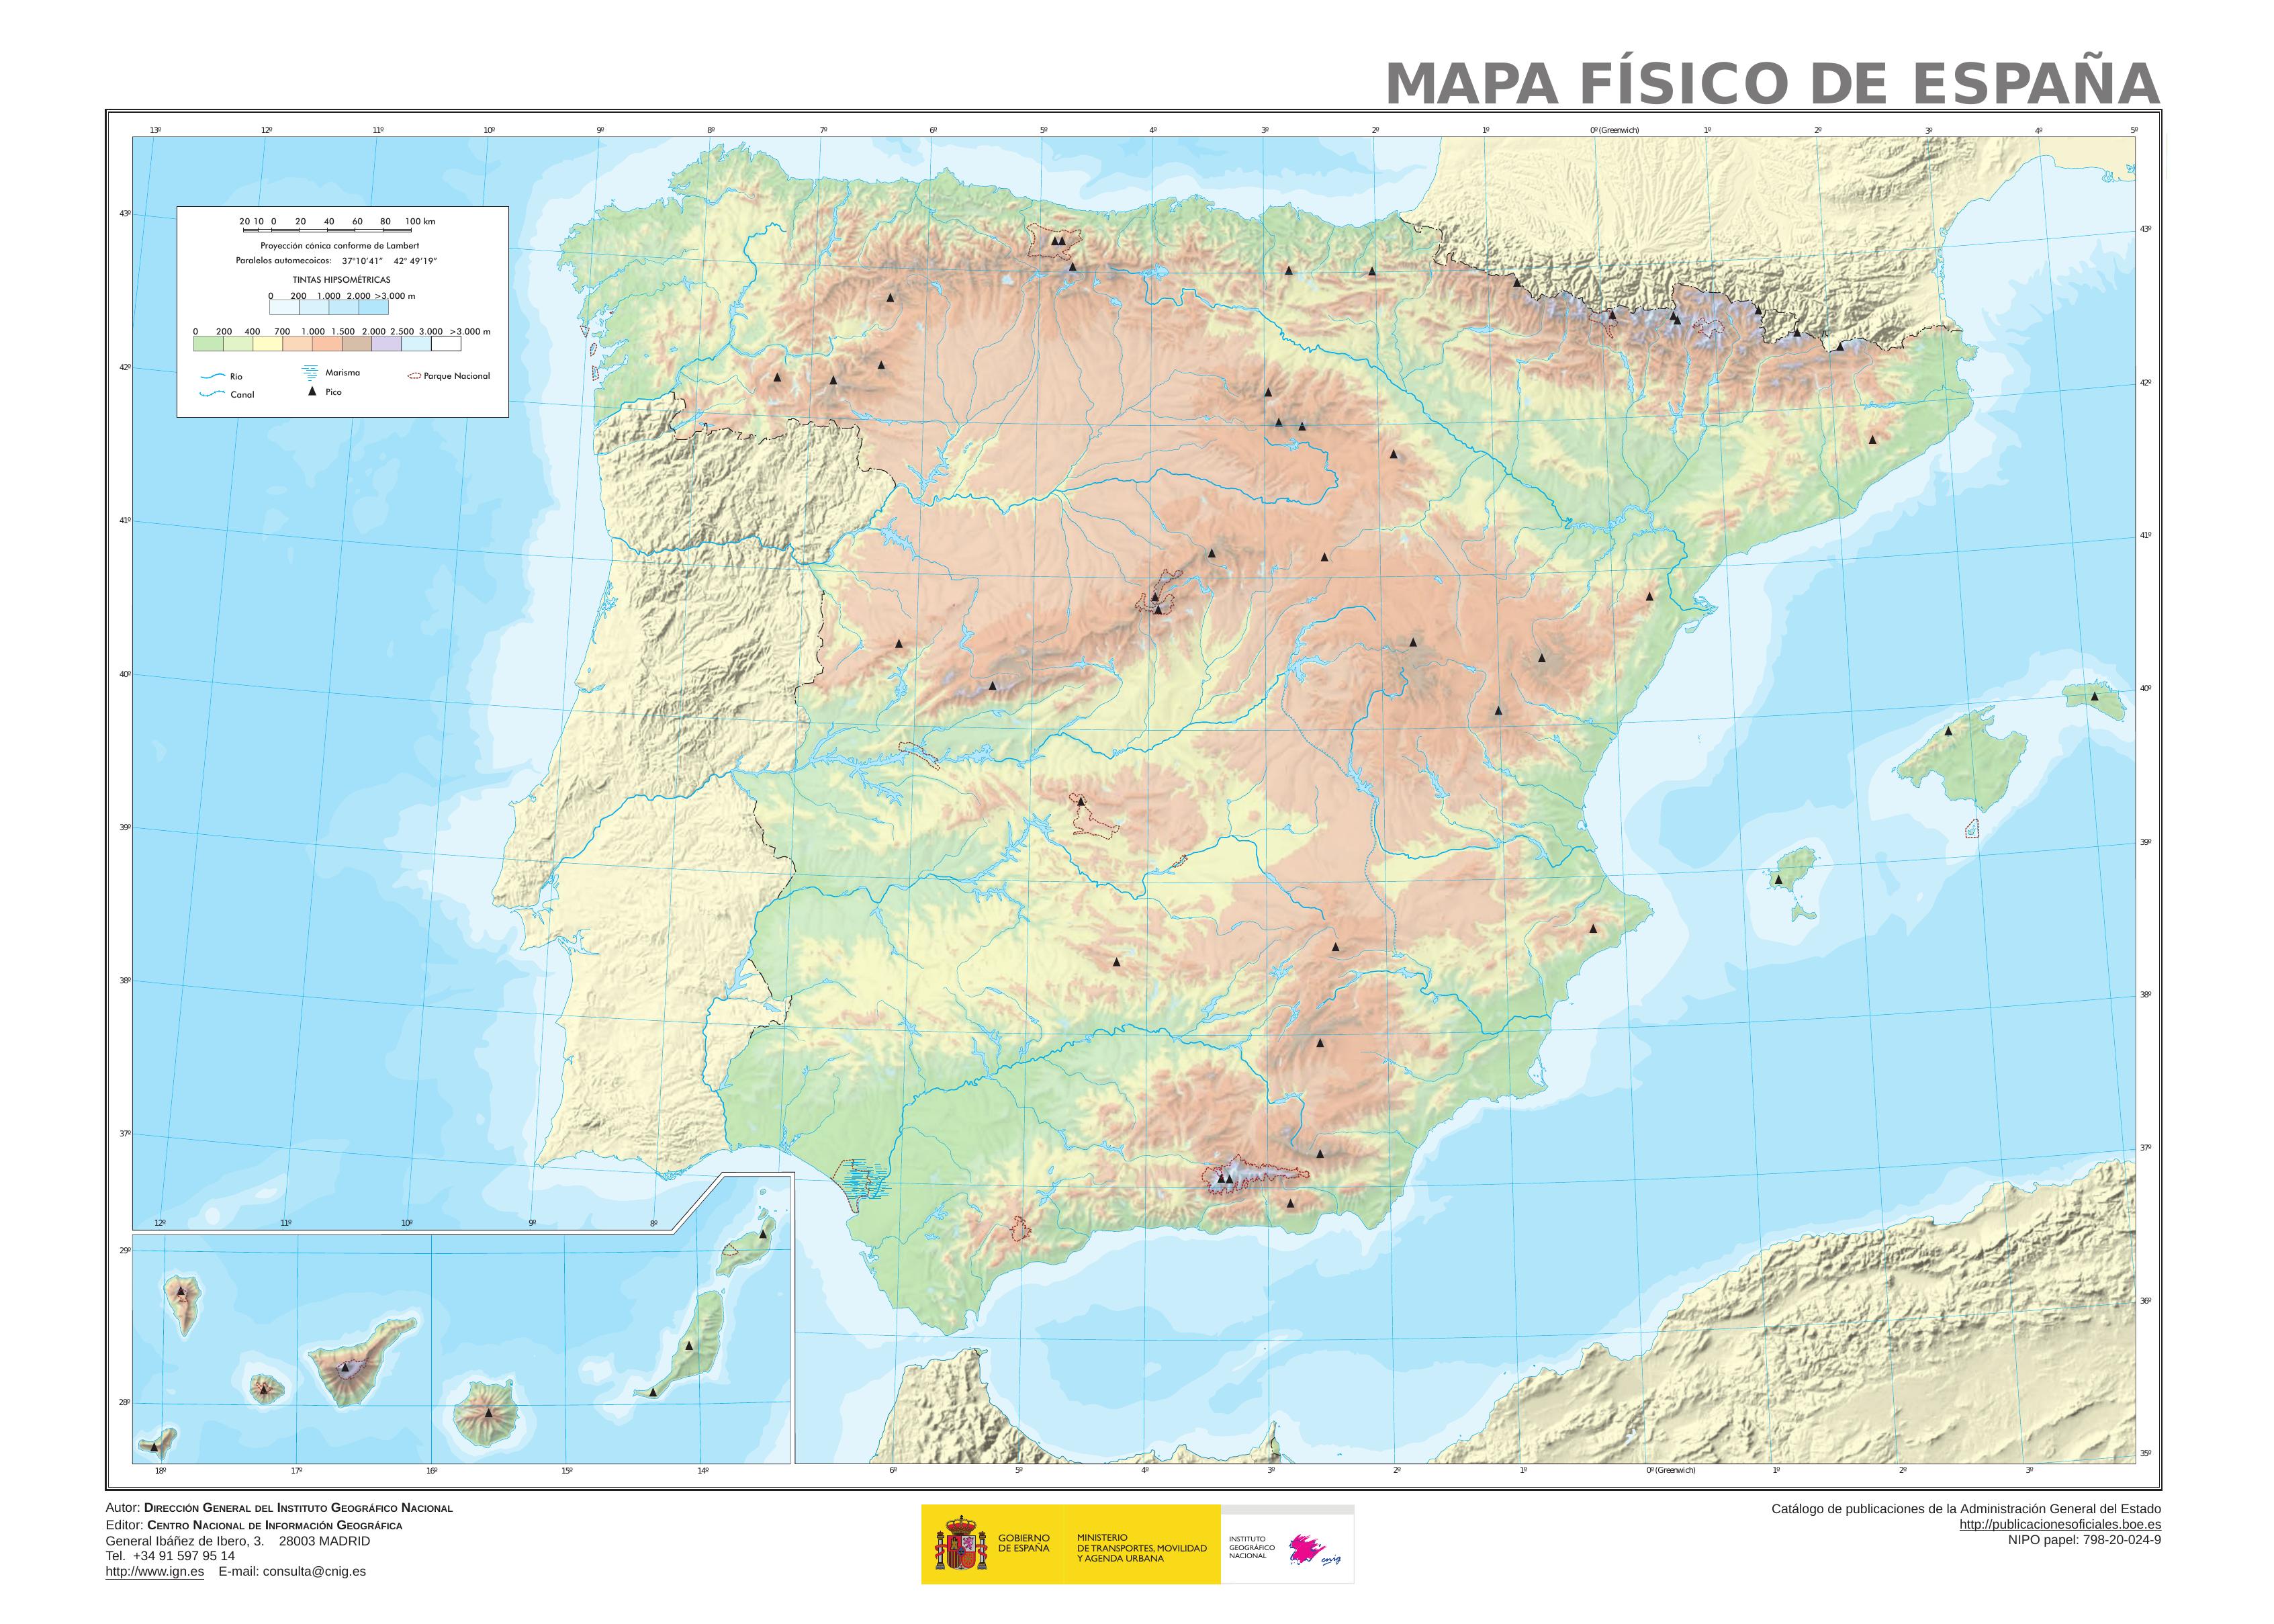 MAPA FÍSICO DE ESPAÑA
13º 12º 11º 10º 9º 8º 7º 6º 5º 4º 3º 2º 1º 0º (Greenwich) 1º 2º 3º 4º 5º
20 10 0 20 40 60 80 100 km
Proyección cónica conforme de Lambert
Paralelos automecoicos: 37°10'41" 42° 49'19"
TINTAS HIPSOMÉTRICAS
0 200 1.000 2.000 >3.000 m
0 200 400 700 1.000 1.500 2.000 2.500 3.000 >3.000 m
Río
Marisma
Parque Nacional
Canal
Pico
43º
42º
41º
40º
39º
38º
37º
43º
42º
41º
40º
39º
38º
37º
36º
35º
12º 11º 10º 9º 8º
29º
28º
18º 17º 16º 15º 14º
6º 5º 4º 3º 2º 1º 0º (Greenwich) 1º 2º 3º
Autor: DIRECCIÓN GENERAL DEL INSTITUTO GEOGRÁFICO NACIONAL
Editor: CENTRO NACIONAL DE INFORMACIÓN GEOGRÁFICA
General Ibáñez de Ibero, 3. 28003 MADRID
Tel. +34 91 597 95 14
http://www.ign.es E-mail: consulta@cnig.es
GOBIERNO
DE ESPAÑA
MINISTERIO
DE TRANSPORTES, MOVILIDAD
Y AGENDA URBANA
INSTITUTO
GEOGRÁFICO
NACIONAL
cnig
Catálogo de publicaciones de la Administración General del Estado
http://publicacionesoficiales.boe.es
NIPO papel: 798-20-024-9